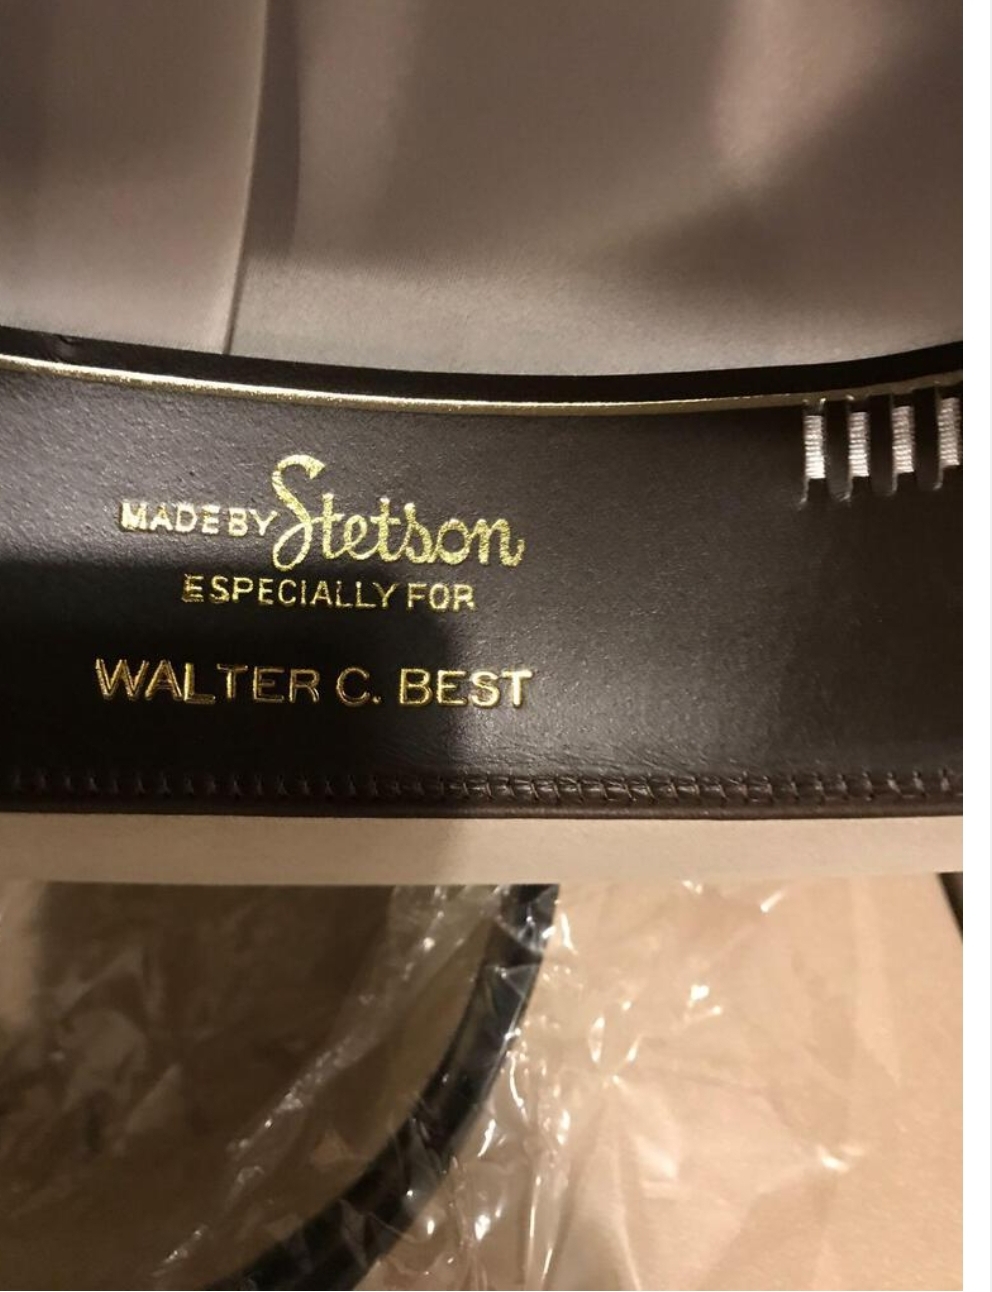 MADE BY Stetson
ESPECIALLY FOR
WALTER C. BEST